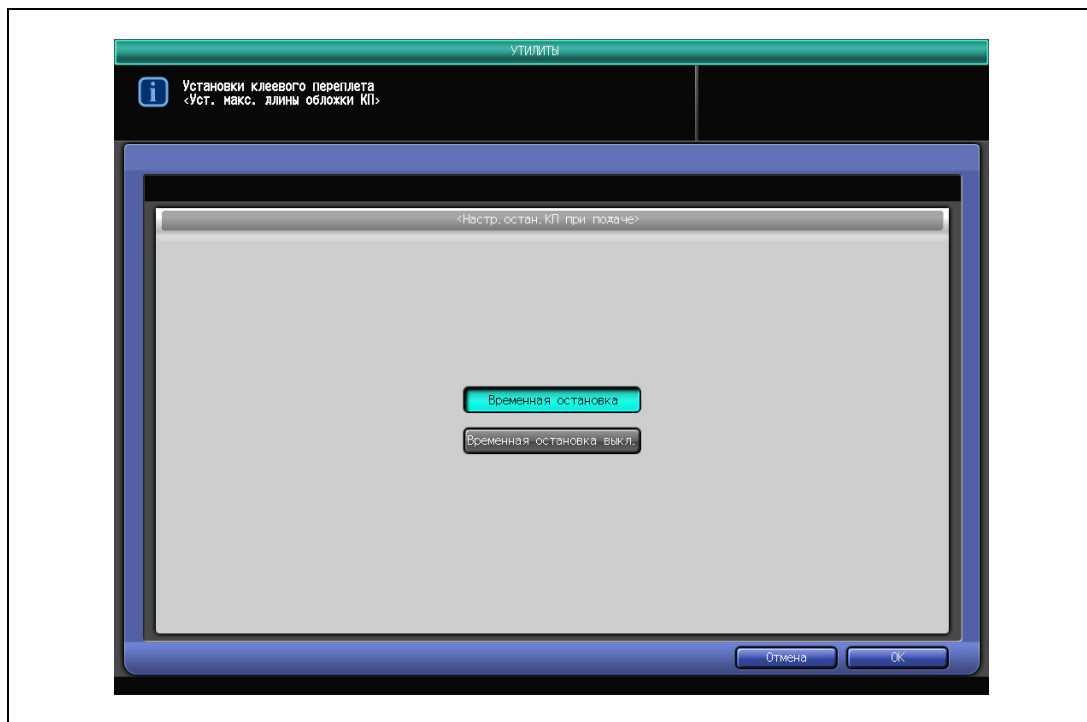 УТИЛИТЫ
Установки клеевого переплета
<Уст. макс. длины обложки КП>
<Настр.остан.КП при подаче>
Временная остановка
Временная остановка выкл.
Отмена
OK